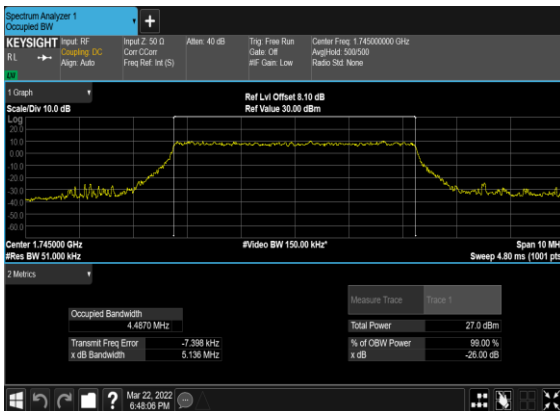 Spectrum Analyzer 1
Occupied BW
KEYSIGHT
RL
LV
Input: RF
Coupling: DC
Align: Auto
Input Z: 50 Ω
Corr CCorr
Freq Ref: Int (S)
Atten: 40 dB
Trig: Free Run
Gate: Off
#IF Gain: Low
Center Freq: 1.745000000 GHz
Avg|Hold: 500/500
Radio Std: None
1 Graph
Scale/Div 10.0 dB
Ref Lvl Offset 8.10 dB
Ref Value 30.00 dBm
Log
20.0
10.0
0.00
-10.0
-20.0
-30.0
-40.0
-50.0
-60.0
Center 1.745000 GHz
#Res BW 51.000 kHz
#Video BW 150.00 kHz*
Span 10 MH
Sweep 4.80 ms (1001 pts
2 Metrics
Measure Trace
Trace 1
Occupied Bandwidth
4.4870 MHz
Total Power
27.0 dBm
Transmit Freq Error
-7.398 kHz
% of OBW Power
99.00 %
x dB Bandwidth
5.136 MHz
x dB
-26.00 dB
?
Mar 22, 2022
6:48:06 PM